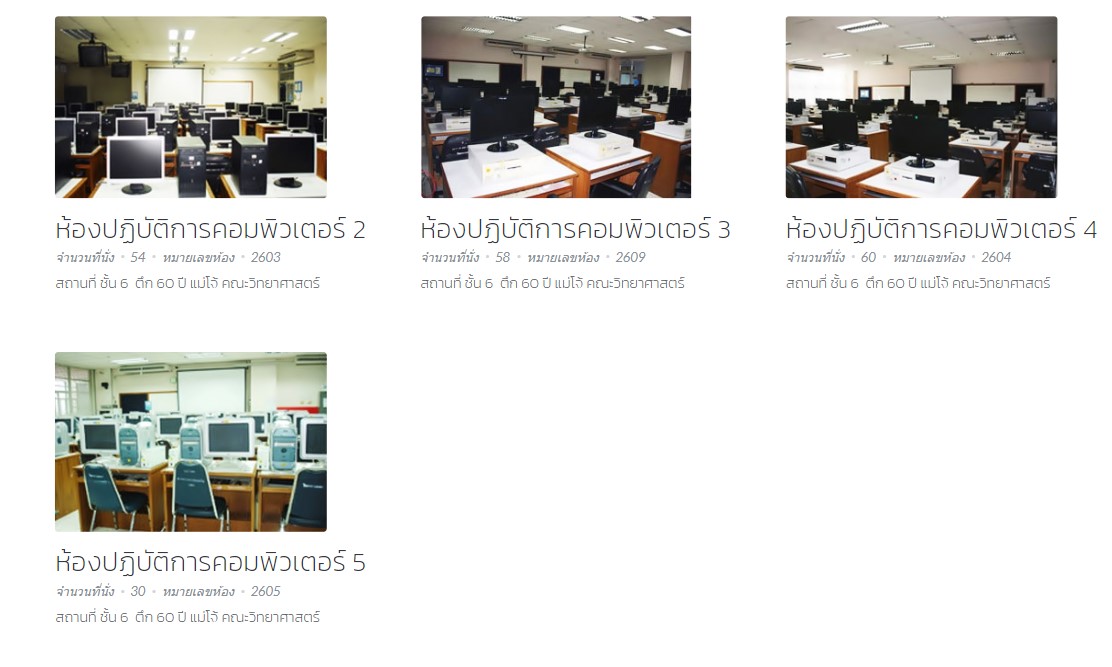 ห้องปฏิบัติการคอมพิวเตอร์ 2
จำนวนที่นั่ง • 54 • หมายเลขห้อง • 2603
สถานที่ ชั้น 6 ตึก 60 ปี แม่โจ้ คณะวิทยาศาสตร์
ห้องปฏิบัติการคอมพิวเตอร์ 3
จำนวนที่นั่ง • 58 • หมายเลขห้อง • 2609
สถานที่ ชั้น 6 ตึก 60 ปี แม่โจ้ คณะวิทยาศาสตร์
ห้องปฏิบัติการคอมพิวเตอร์ 4
จำนวนที่นั่ง • 60 • หมายเลขห้อง • 2604
สถานที่ ชั้น 6 ตึก 60 ปี แม่โจ้ คณะวิทยาศาสตร์
ห้องปฏิบัติการคอมพิวเตอร์ 5
จำนวนที่นั่ง • 30 • หมายเลขห้อง • 2605
สถานที่ ชั้น 6 ตึก 60 ปี แม่โจ้ คณะวิทยาศาสตร์